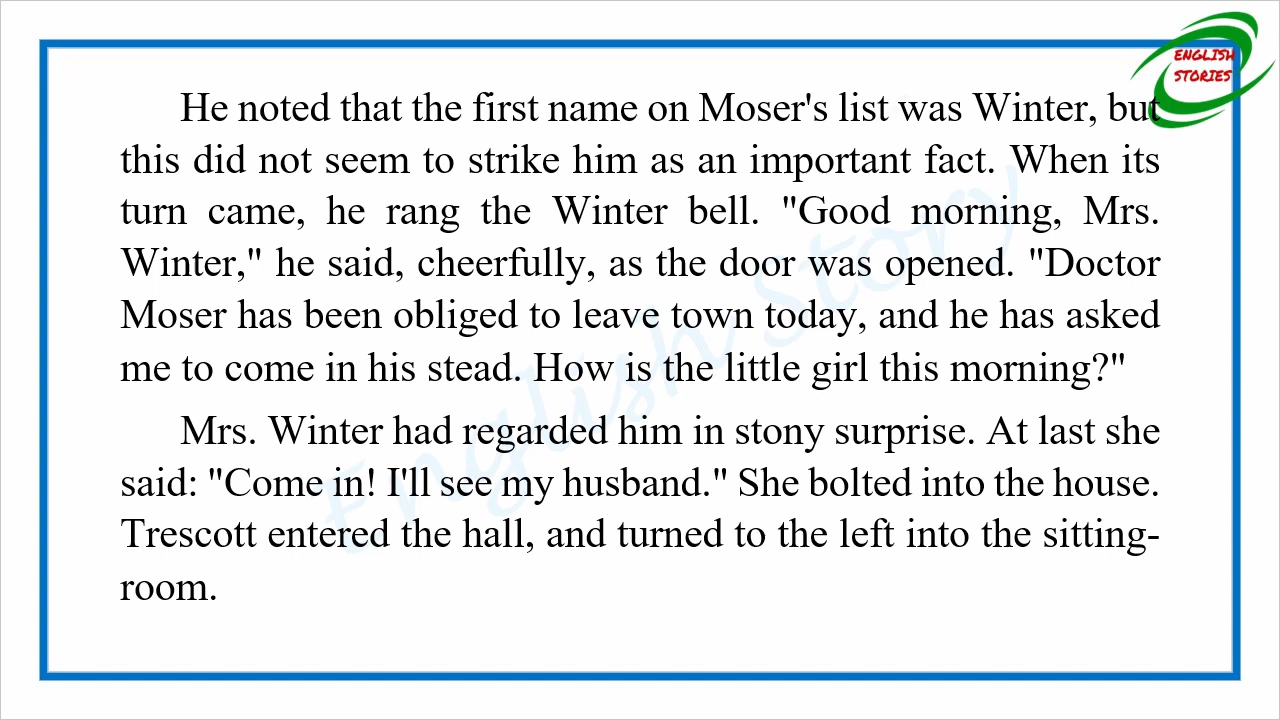 ENGLISH
STORIES
He noted that the first name on Moser's list was Winter, but
this did not seem to strike him as an important fact. When its
turn came, he rang the Winter bell. "Good morning, Mrs.
Winter," he said, cheerfully, as the door was opened. "Doctor
Moser has been obliged to leave town today, and he has asked
me to come in his stead. How is the little girl this morning?"
Mrs. Winter had regarded him in stony surprise. At last she
said: "Come in! I'll see my husband." She bolted into the house.
Trescott entered the hall, and turned to the left into the sitting-
room.
English Story